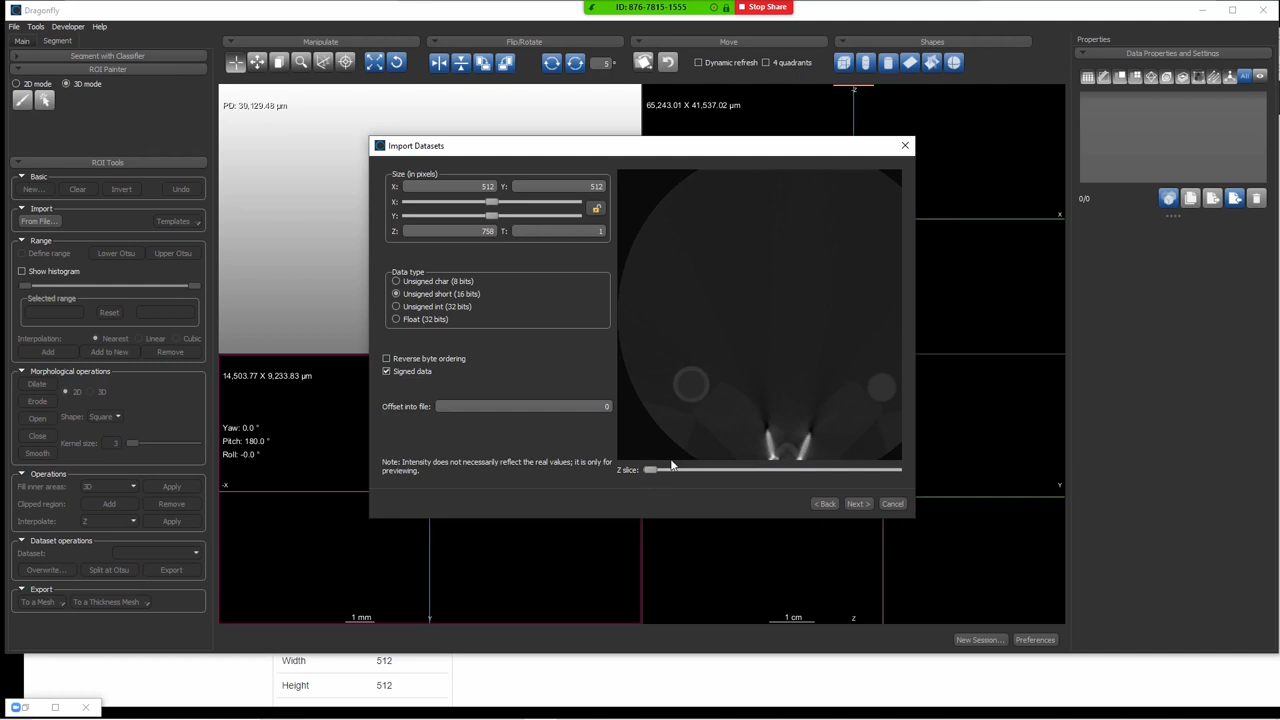 ID: 876-7815-1555 Stop Share
Dragonfly
File Tools Developer Help
Main Segment
Segment with Classifier
ROI Painter
2D mode 3D mode
ROI Tools
Basic
New... Clear Invert Undo
Import
From File... Templates
Range
Define range Lower Otsu Upper Otsu
Show histogram
Selected range
Reset
Interpolation: Nearest Linear Cubic
Add Add to New Remove
Morphological operations
Dilate 2D 3D
Erode
Open Shape: Square
Close Kernel size: 3
Smooth
Operations
Fill inner areas: 3D Apply
Clipped region: Add Remove
Interpolate: Z Apply
Dataset operations
Dataset:
Overwrite... Split at Otsu Export
Export
To a Mesh To a Thickness Mesh
Manipulate Flip/Rotate Move Shapes
5 °
Dynamic refresh 4 quadrants
PD: 30,129.48 µm
65,243.01 X 41,537.02 µm
-Z
X
14,503.77 X 9,233.83 µm
Yaw: 0.0 °
Pitch: 180.0 °
Roll: -0.0 °
-X
Y
1 mm
Y
1 cm
Z
Import Datasets
Size (in pixels)
X: 512 Y: 512
X:
Y:
Z: 758 T: 1
Data type
Unsigned char (8 bits)
Unsigned short (16 bits)
Unsigned int (32 bits)
Float (32 bits)
Reverse byte ordering
Signed data
Offset into file: 0
Note: Intensity does not necessarily reflect the real values; it is only for
previewing.
Z slice:
< Back Next > Cancel
Properties
Data Properties and Settings
All
0/0
New Session... Preferences
Width 512
Height 512